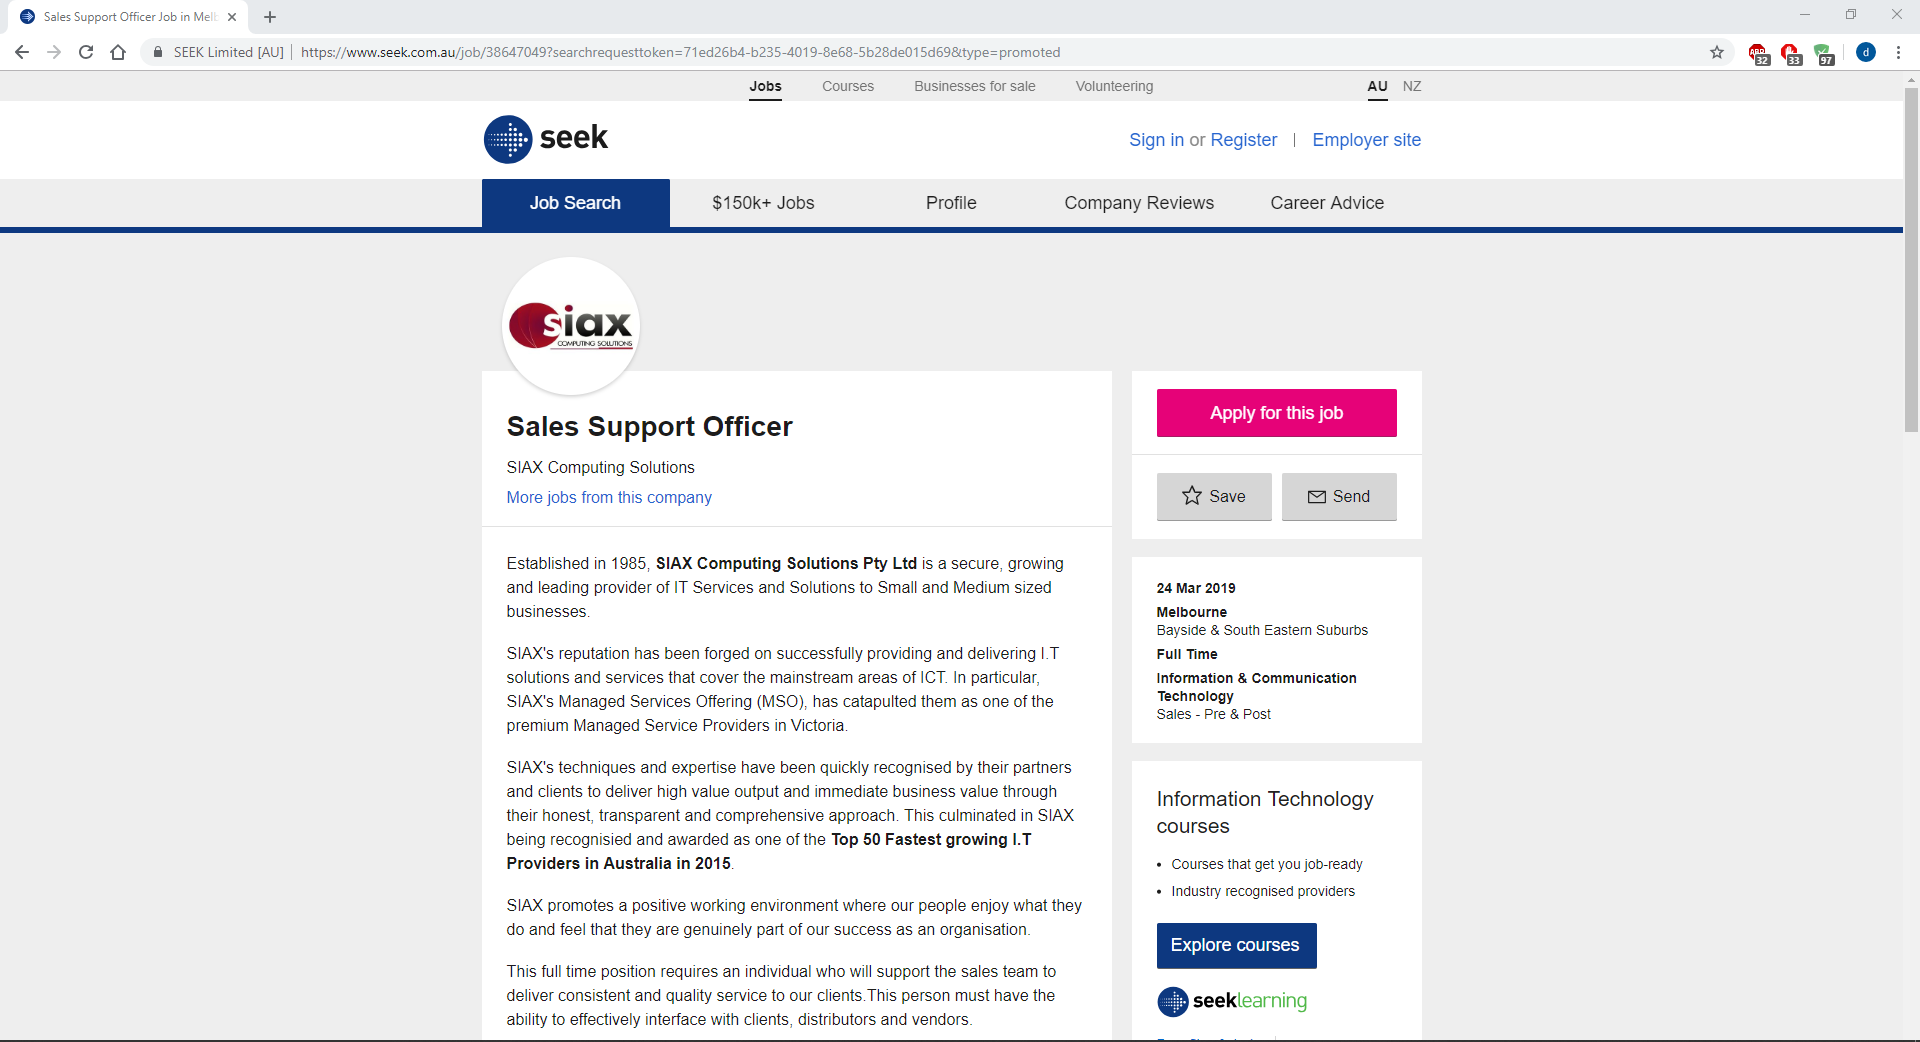 Sales Support Officer Job in Melb
SEEK Limited [AU] | https://www.seek.com.au/job/38647049?searchrequesttoken=71ed26b4-b235-4019-8e68-5b28de015d69&type=promoted
ABP 32 33 97 d
Jobs Courses Businesses for sale Volunteering AU NZ
seek
Sign in or Register | Employer site
Job Search $150k+ Jobs Profile Company Reviews Career Advice
siax
COMPUTING SOLUTIONS
Sales Support Officer
SIAX Computing Solutions
More jobs from this company
Established in 1985, SIAX Computing Solutions Pty Ltd is a secure, growing
and leading provider of IT Services and Solutions to Small and Medium sized
businesses.
SIAX's reputation has been forged on successfully providing and delivering I.T
solutions and services that cover the mainstream areas of ICT. In particular,
SIAX's Managed Services Offering (MSO), has catapulted them as one of the
premium Managed Service Providers in Victoria.
SIAX's techniques and expertise have been quickly recognised by their partners
and clients to deliver high value output and immediate business value through
their honest, transparent and comprehensive approach. This culminated in SIAX
being recognisied and awarded as one of the Top 50 Fastest growing I.T
Providers in Australia in 2015.
SIAX promotes a positive working environment where our people enjoy what they
do and feel that they are genuinely part of our success as an organisation.
This full time position requires an individual who will support the sales team to
deliver consistent and quality service to our clients.This person must have the
ability to effectively interface with clients, distributors and vendors.
Apply for this job
Save Send
24 Mar 2019
Melbourne
Bayside & South Eastern Suburbs
Full Time
Information & Communication
Technology
Sales - Pre & Post
Information Technology
courses
• Courses that get you job-ready
• Industry recognised providers
Explore courses
seeklearning